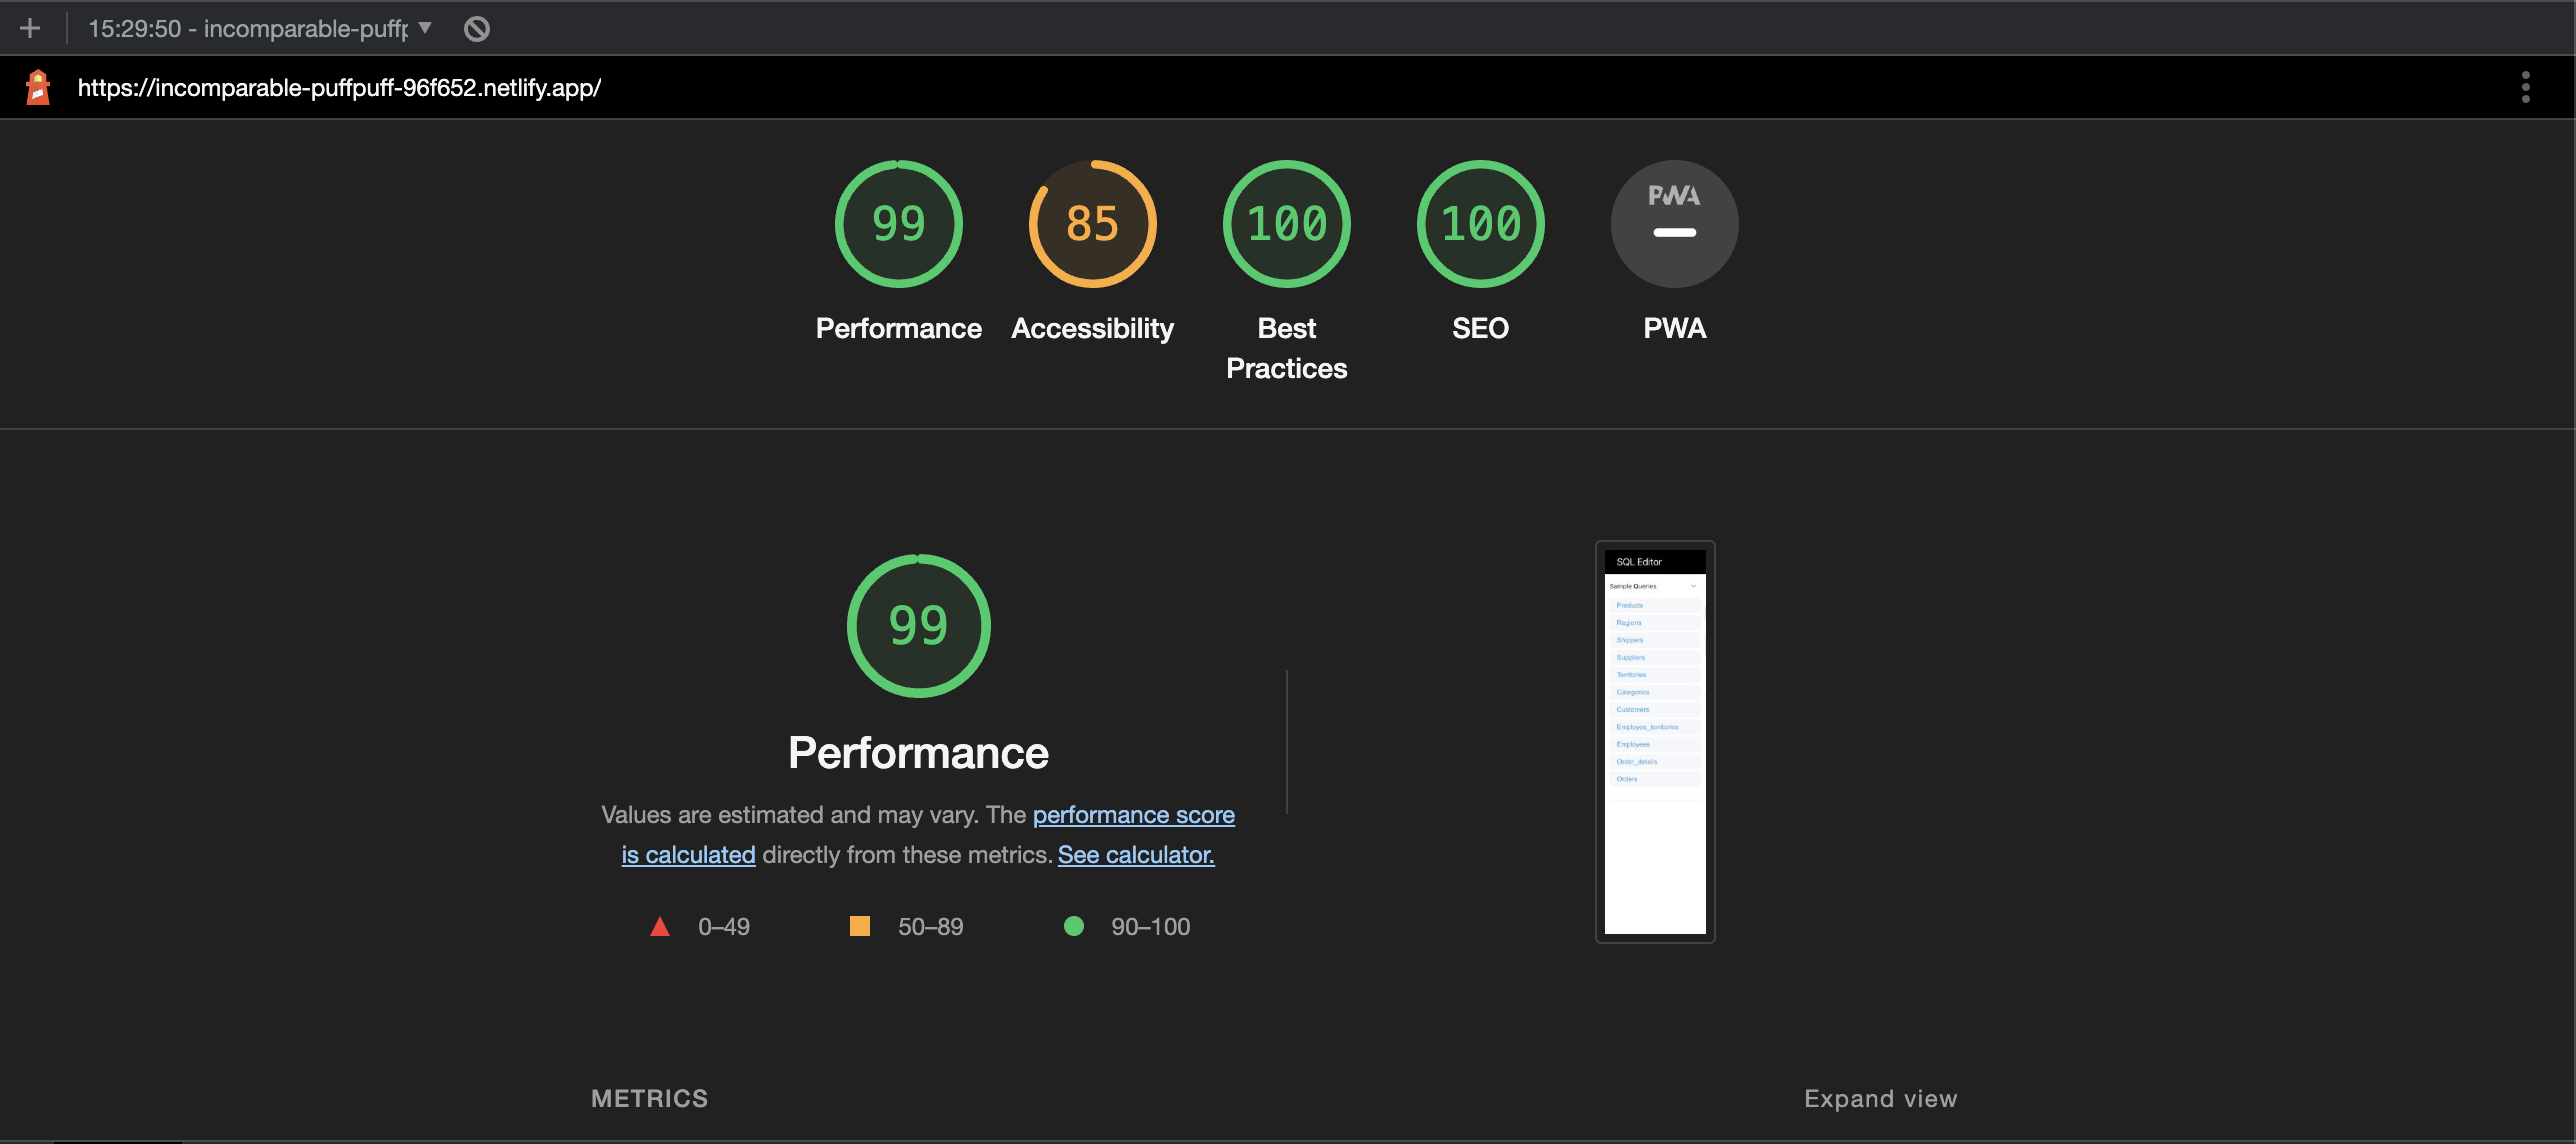 15:29:50 - incomparable-puffp
https://incomparable-puffpuff-96f652.netlify.app/
99
85
100
100
PWA
Performance
Accessibility
Best
Practices
SEO
PWA
99
Performance
Values are estimated and may vary. The performance score
is calculated directly from these metrics. See calculator.
0–49
50–89
90–100
SQL Editor
Sample Queries
Products
Regions
Shippers
Suppliers
Territories
Categories
Customers
Employee_territories
Employees
Order_details
Orders
METRICS
Expand view